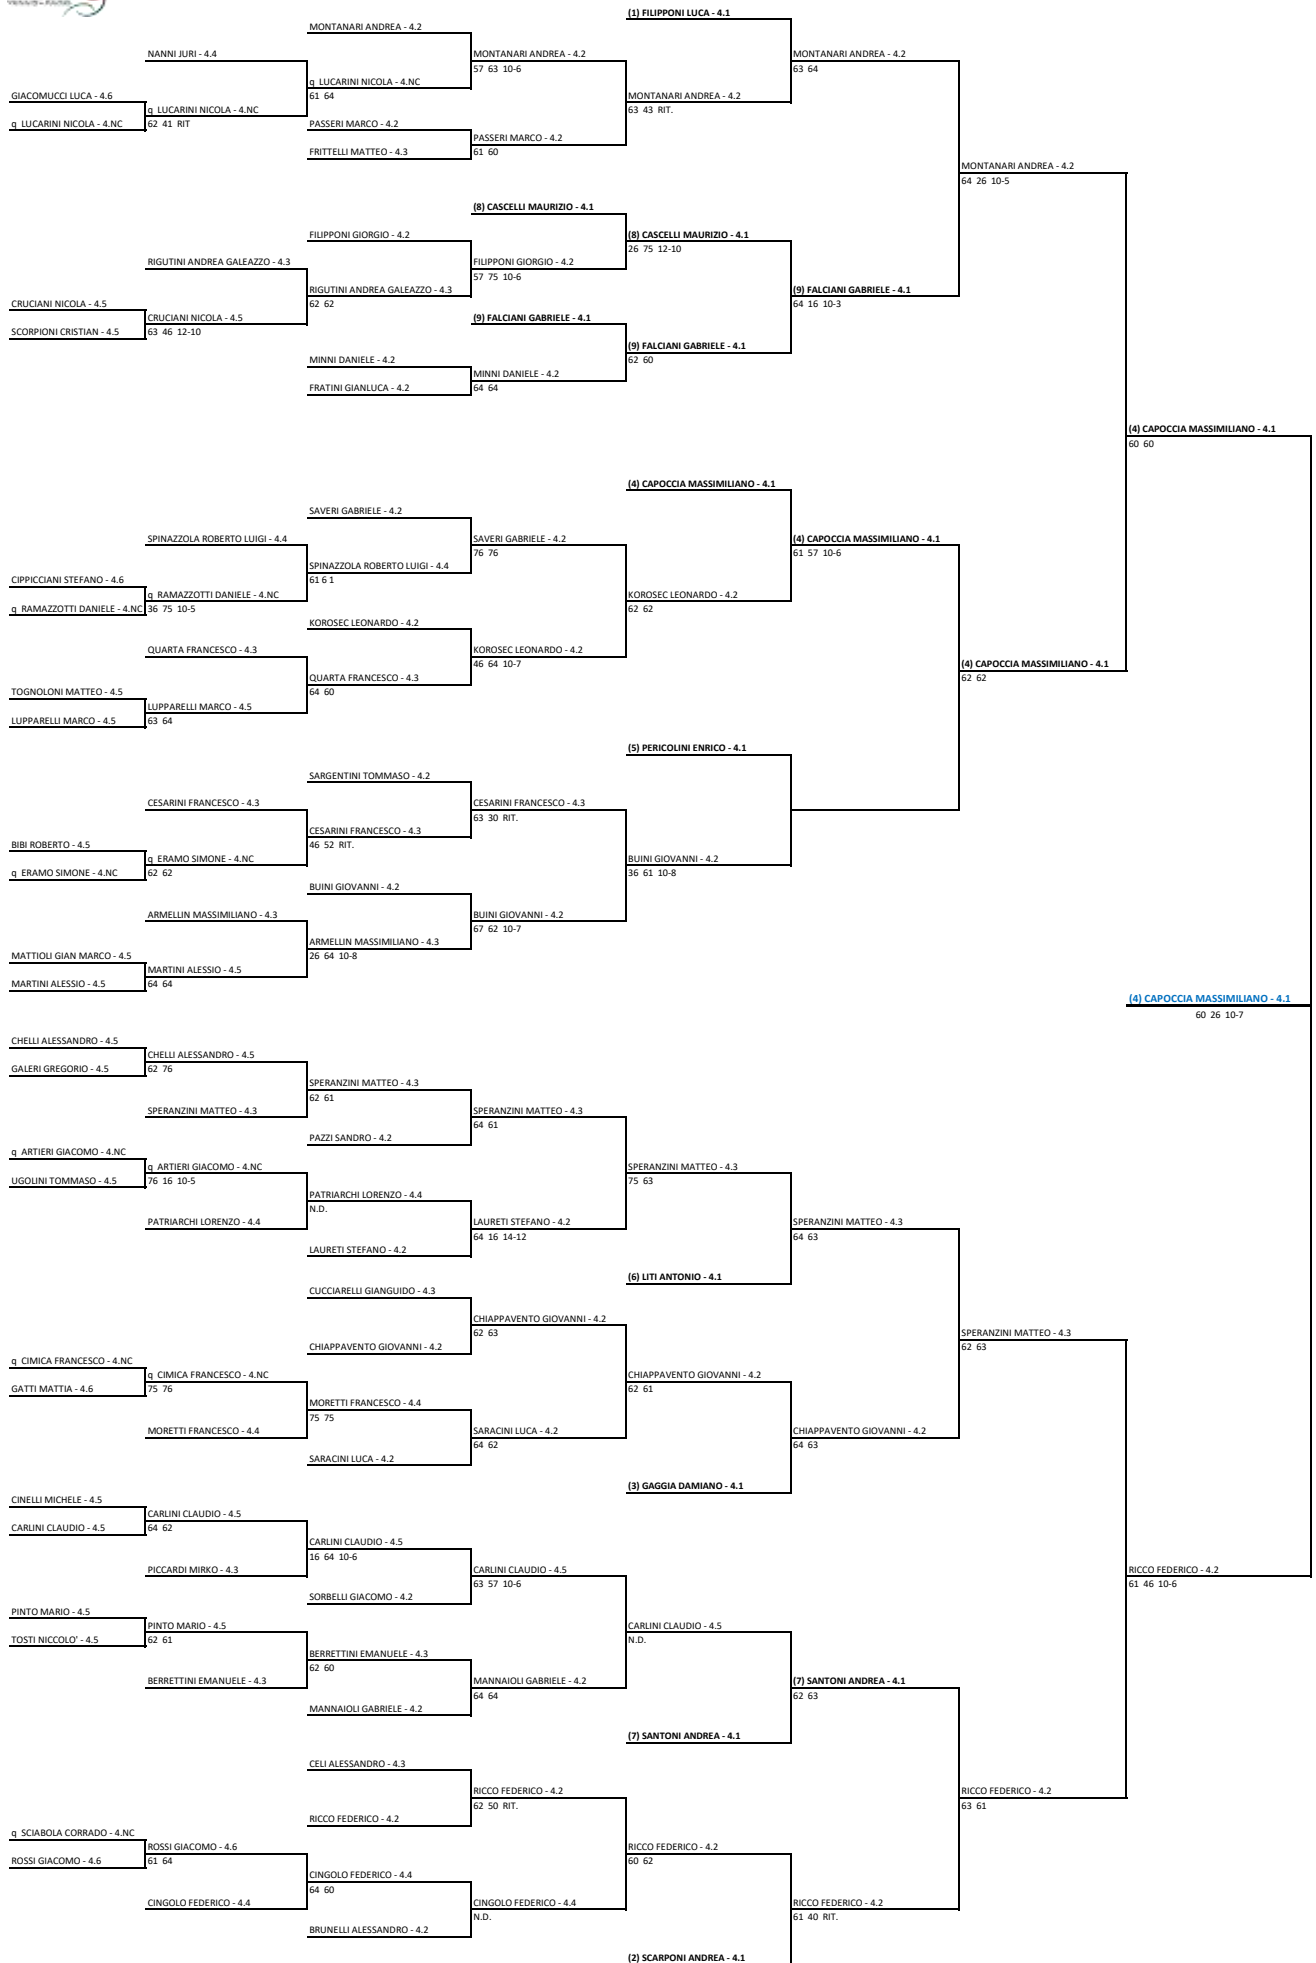 (1) FILIPPONI LUCA - 4.1
MONTANARI ANDREA - 4.2
NANNI JURI - 4.4
MONTANARI ANDREA - 4.2
MONTANARI ANDREA - 4.2
57 63 10-6
63 64
q LUCARINI NICOLA - 4.NC
GIACOMUCCI LUCA - 4.6
61 64
MONTANARI ANDREA - 4.2
q LUCARINI NICOLA - 4.NC
63 43 RIT.
q LUCARINI NICOLA - 4.NC
62 41 RIT
PASSERI MARCO - 4.2
PASSERI MARCO - 4.2
FRITTELLI MATTEO - 4.3
61 60
MONTANARI ANDREA - 4.2
64 26 10-5
(8) CASCELLI MAURIZIO - 4.1
FILIPPONI GIORGIO - 4.2
(8) CASCELLI MAURIZIO - 4.1
26 75 12-10
RIGUTINI ANDREA GALEAZZO - 4.3
FILIPPONI GIORGIO - 4.2
57 75 10-6
RIGUTINI ANDREA GALEAZZO - 4.3
(9) FALCIANI GABRIELE - 4.1
CRUCIANI NICOLA - 4.5
62 62
64 16 10-3
CRUCIANI NICOLA - 4.5
(9) FALCIANI GABRIELE - 4.1
SCORPIONI CRISTIAN - 4.5
63 46 12-10
(9) FALCIANI GABRIELE - 4.1
MINNI DANIELE - 4.2
62 60
MINNI DANIELE - 4.2
FRATINI GIANLUCA - 4.2
64 64
(4) CAPOCCIA MASSIMILIANO - 4.1
60 60
(4) CAPOCCIA MASSIMILIANO - 4.1
SAVERI GABRIELE - 4.2
SPINAZZOLA ROBERTO LUIGI - 4.4
SAVERI GABRIELE - 4.2
(4) CAPOCCIA MASSIMILIANO - 4.1
76 76
61 57 10-6
SPINAZZOLA ROBERTO LUIGI - 4.4
CIPPICCIANI STEFANO - 4.6
61 6 1
q RAMAZZOTTI DANIELE - 4.NC
KOROSEC LEONARDO - 4.2
q RAMAZZOTTI DANIELE - 4.NC
36 75 10-5
62 62
KOROSEC LEONARDO - 4.2
QUARTA FRANCESCO - 4.3
KOROSEC LEONARDO - 4.2
46 64 10-7
(4) CAPOCCIA MASSIMILIANO - 4.1
QUARTA FRANCESCO - 4.3
62 62
TOGNOLONI MATTEO - 4.5
64 60
LUPPARELLI MARCO - 4.5
LUPPARELLI MARCO - 4.5
63 64
(5) PERICOLINI ENRICO - 4.1
SARGENTINI TOMMASO - 4.2
CESARINI FRANCESCO - 4.3
CESARINI FRANCESCO - 4.3
63 30 RIT.
CESARINI FRANCESCO - 4.3
BIBI ROBERTO - 4.5
46 52 RIT.
q ERAMO SIMONE - 4.NC
BUINI GIOVANNI - 4.2
q ERAMO SIMONE - 4.NC
62 62
36 61 10-8
BUINI GIOVANNI - 4.2
ARMELLIN MASSIMILIANO - 4.3
BUINI GIOVANNI - 4.2
67 62 10-7
ARMELLIN MASSIMILIANO - 4.3
MATTIOLI GIAN MARCO - 4.5
26 64 10-8
MARTINI ALESSIO - 4.5
MARTINI ALESSIO - 4.5
64 64
(4) CAPOCCIA MASSIMILIANO - 4.1
60 26 10-7
CHELLI ALESSANDRO - 4.5
CHELLI ALESSANDRO - 4.5
GALERI GREGORIO - 4.5
62 76
SPERANZINI MATTEO - 4.3
62 61
SPERANZINI MATTEO - 4.3
SPERANZINI MATTEO - 4.3
64 61
PAZZI SANDRO - 4.2
q ARTIERI GIACOMO - 4.NC
q ARTIERI GIACOMO - 4.NC
SPERANZINI MATTEO - 4.3
UGOLINI TOMMASO - 4.5
76 16 10-5
75 63
PATRIARCHI LORENZO - 4.4
N.D.
PATRIARCHI LORENZO - 4.4
LAURETI STEFANO - 4.2
SPERANZINI MATTEO - 4.3
64 16 14-12
64 63
LAURETI STEFANO - 4.2
(6) LITI ANTONIO - 4.1
CUCCIARELLI GIANGUIDO - 4.3
CHIAPPAVENTO GIOVANNI - 4.2
62 63
SPERANZINI MATTEO - 4.3
CHIAPPAVENTO GIOVANNI - 4.2
62 63
q CIMICA FRANCESCO - 4.NC
q CIMICA FRANCESCO - 4.NC
CHIAPPAVENTO GIOVANNI - 4.2
GATTI MATTIA - 4.6
75 76
62 61
MORETTI FRANCESCO - 4.4
75 75
MORETTI FRANCESCO - 4.4
SARACINI LUCA - 4.2
CHIAPPAVENTO GIOVANNI - 4.2
64 62
64 63
SARACINI LUCA - 4.2
(3) GAGGIA DAMIANO - 4.1
CINELLI MICHELE - 4.5
CARLINI CLAUDIO - 4.5
CARLINI CLAUDIO - 4.5
64 62
CARLINI CLAUDIO - 4.5
16 64 10-6
PICCARDI MIRKO - 4.3
CARLINI CLAUDIO - 4.5
RICCO FEDERICO - 4.2
63 57 10-6
61 46 10-6
SORBELLI GIACOMO - 4.2
PINTO MARIO - 4.5
PINTO MARIO - 4.5
CARLINI CLAUDIO - 4.5
TOSTI NICCOLO' - 4.5
62 61
N.D.
BERRETTINI EMANUELE - 4.3
62 60
BERRETTINI EMANUELE - 4.3
MANNAIOLI GABRIELE - 4.2
(7) SANTONI ANDREA - 4.1
64 64
62 63
MANNAIOLI GABRIELE - 4.2
(7) SANTONI ANDREA - 4.1
CELI ALESSANDRO - 4.3
RICCO FEDERICO - 4.2
RICCO FEDERICO - 4.2
62 50 RIT.
63 61
RICCO FEDERICO - 4.2
q SCIABOLA CORRADO - 4.NC
ROSSI GIACOMO - 4.6
RICCO FEDERICO - 4.2
ROSSI GIACOMO - 4.6
61 64
60 62
CINGOLO FEDERICO - 4.4
64 60
CINGOLO FEDERICO - 4.4
CINGOLO FEDERICO - 4.4
RICCO FEDERICO - 4.2
N.D.
61 40 RIT.
BRUNELLI ALESSANDRO - 4.2
(2) SCARPONI ANDREA - 4.1